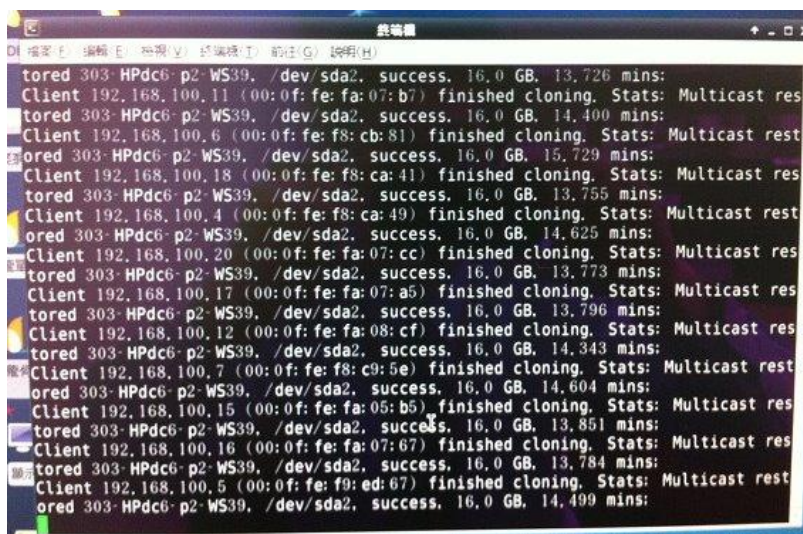 終端機
檔案(F) 編輯(E) 檢視(V) 終端機(T) 前往(G) 說明(H)
tored 303-HPdc6-p2-WS39, /dev/sda2, success, 16.0 GB, 13.726 mins:
Client 192.168.100.11 (00:0f:fe:fa:07:b7) finished cloning. Stats: Multicast res
tored 303-HPdc6-p2-WS39, /dev/sda2, success, 16.0 GB, 14.400 mins:
Client 192.168.100.6 (00:0f:fe:f8:cb:81) finished cloning. Stats: Multicast rest
ored 303-HPdc6-p2-WS39, /dev/sda2, success, 16.0 GB, 15.729 mins:
Client 192.168.100.18 (00:0f:fe:f8:ca:41) finished cloning. Stats: Multicast res
tored 303-HPdc6-p2-WS39, /dev/sda2, success, 16.0 GB, 13.755 mins:
Client 192.168.100.4 (00:0f:fe:f8:ca:49) finished cloning. Stats: Multicast rest
ored 303-HPdc6-p2-WS39, /dev/sda2, success, 16.0 GB, 14.625 mins:
Client 192.168.100.20 (00:0f:fe:fa:07:cc) finished cloning. Stats: Multicast res
tored 303-HPdc6-p2-WS39, /dev/sda2, success, 16.0 GB, 13.773 mins:
Client 192.168.100.17 (00:0f:fe:fa:07:a5) finished cloning. Stats: Multicast res
tored 303-HPdc6-p2-WS39, /dev/sda2, success, 16.0 GB, 13.796 mins:
Client 192.168.100.12 (00:0f:fe:fa:08:cf) finished cloning. Stats: Multicast res
tored 303-HPdc6-p2-WS39, /dev/sda2, success, 16.0 GB, 14.343 mins:
Client 192.168.100.7 (00:0f:fe:f8:c9:5e) finished cloning. Stats: Multicast rest
ored 303-HPdc6-p2-WS39, /dev/sda2, success, 16.0 GB, 14.604 mins:
Client 192.168.100.15 (00:0f:fe:fa:05:b5) finished cloning. Stats: Multicast res
tored 303-HPdc6-p2-WS39, /dev/sda2, success, 16.0 GB, 13.851 mins:
Client 192.168.100.16 (00:0f:fe:fa:07:67) finished cloning. Stats: Multicast res
tored 303-HPdc6-p2-WS39, /dev/sda2, success, 16.0 GB, 13.784 mins:
Client 192.168.100.5 (00:0f:fe:f9:ed:67) finished cloning. Stats: Multicast rest
ored 303-HPdc6-p2-WS39, /dev/sda2, success, 16.0 GB, 14.499 mins: